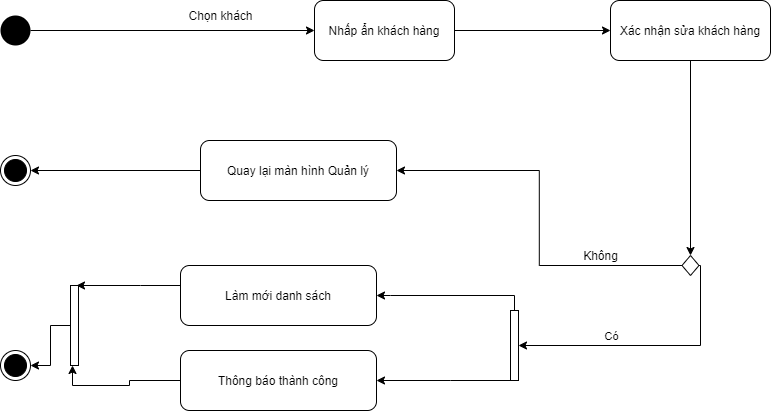 Chọn khách
Nhấp ẩn khách hàng
Xác nhận sửa khách hàng
Quay lại màn hình Quản lý
Không
Làm mới danh sách
Có
Thông báo thành công